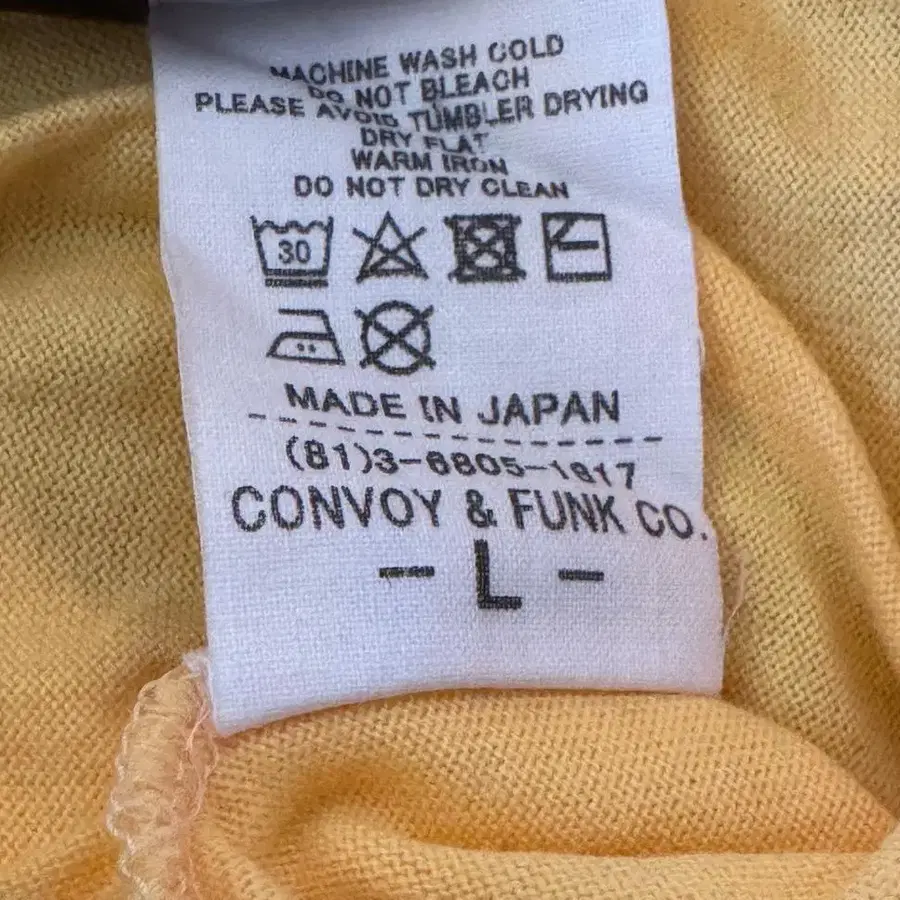 MACHINE WASH COLD
DO NOT BLEACH
PLEASE AVOID TUMBLER DRYING
DRY FLAT
WARM IRON
DO NOT DRY CLEAN
30
MADE IN JAPAN
(81)3-6805-1817
CONVOY & FUNK CO.
- L -